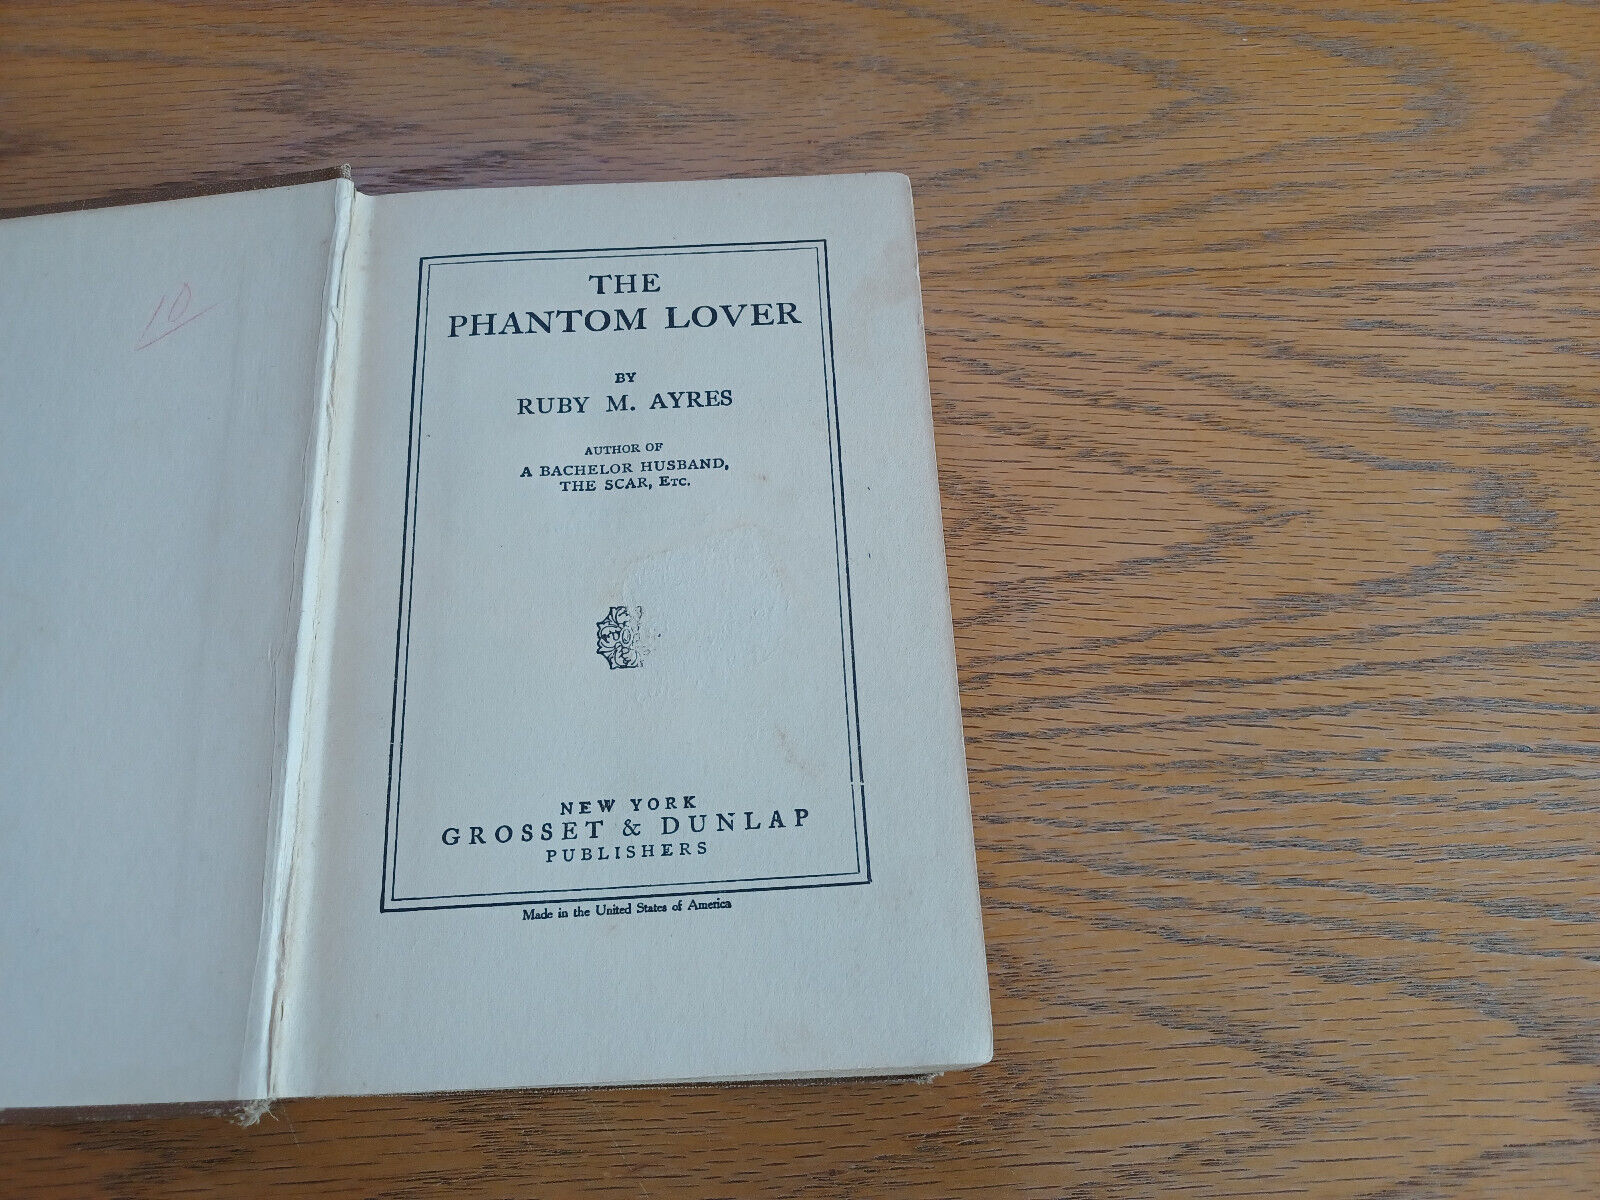 10
THE
PHANTOM LOVER
BY
RUBY M. AYRES
AUTHOR OF
A BACHELOR HUSBAND,
THE SCAR, ETC.
NEW YORK
GROSSET & DUNLAP
PUBLISHERS
Made in the United States of America